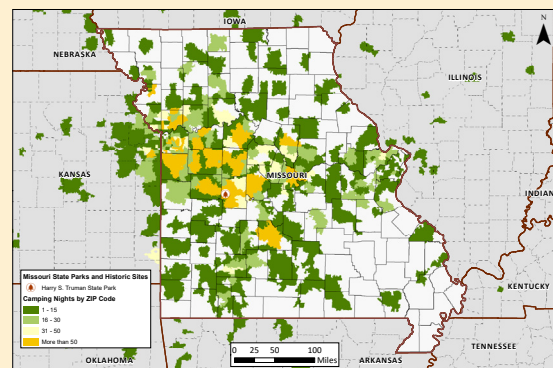 IOWA
N
NEBRASKA
ILLINOIS
KANSAS
MISSOURI
INDIAN
Missouri State Parks and Historic Sites
Harry S. Truman State Park
Camping Nights by ZIP Code
1 - 15
16 - 30
31 - 50
More than 50
KENTUCKY
0 25 50 100
Miles
TENNESSEE
OKLAHOMA
ARKANSAS